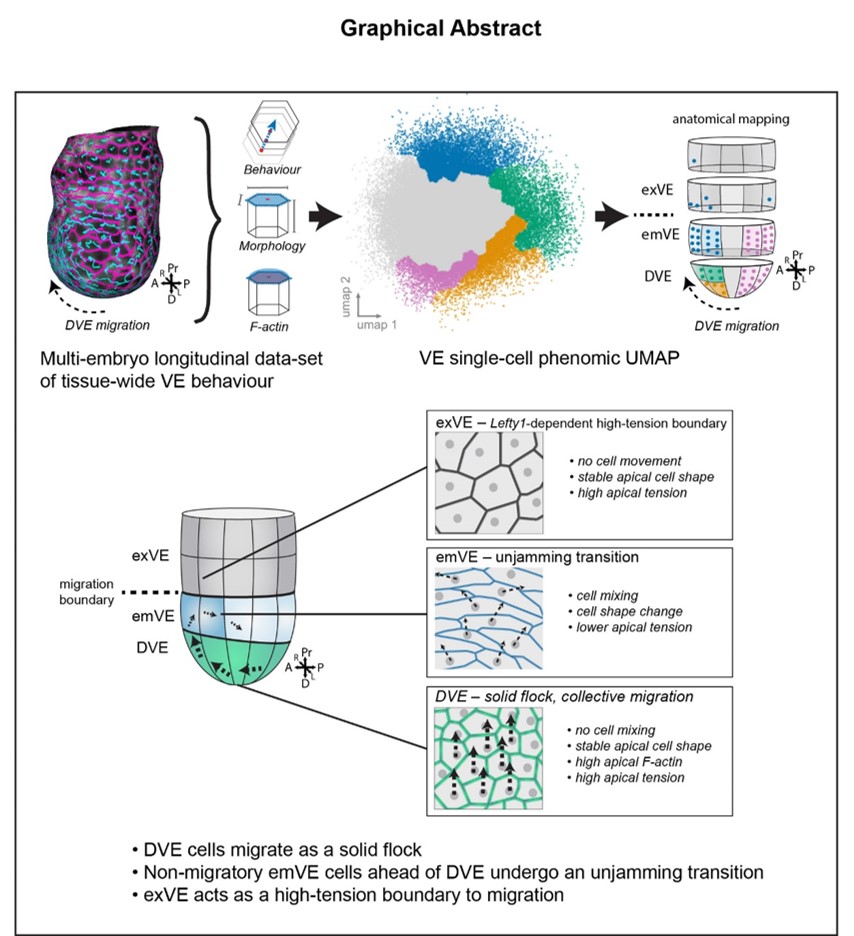 Graphical Abstract
Behaviour
Morphology
F-actin
A
R
Pr
P
L
D
DVE migration
umap 2
umap 1
anatomical mapping
exVE
emVE
DVE
A
R
Pr
P
L
D
DVE migration
Multi-embryo longitudinal data-set
of tissue-wide VE behaviour
VE single-cell phenomic UMAP
exVE – Lefty1-dependent high-tension boundary
• no cell movement
• stable apical cell shape
• high apical tension
exVE
migration
boundary
emVE
DVE
A
R
Pr
P
L
D
emVE – unjamming transition
• cell mixing
• cell shape change
• lower apical tension
DVE – solid flock, collective migration
• no cell mixing
• stable apical cell shape
• high apical F-actin
• high apical tension
• DVE cells migrate as a solid flock
• Non-migratory emVE cells ahead of DVE undergo an unjamming transition
• exVE acts as a high-tension boundary to migration